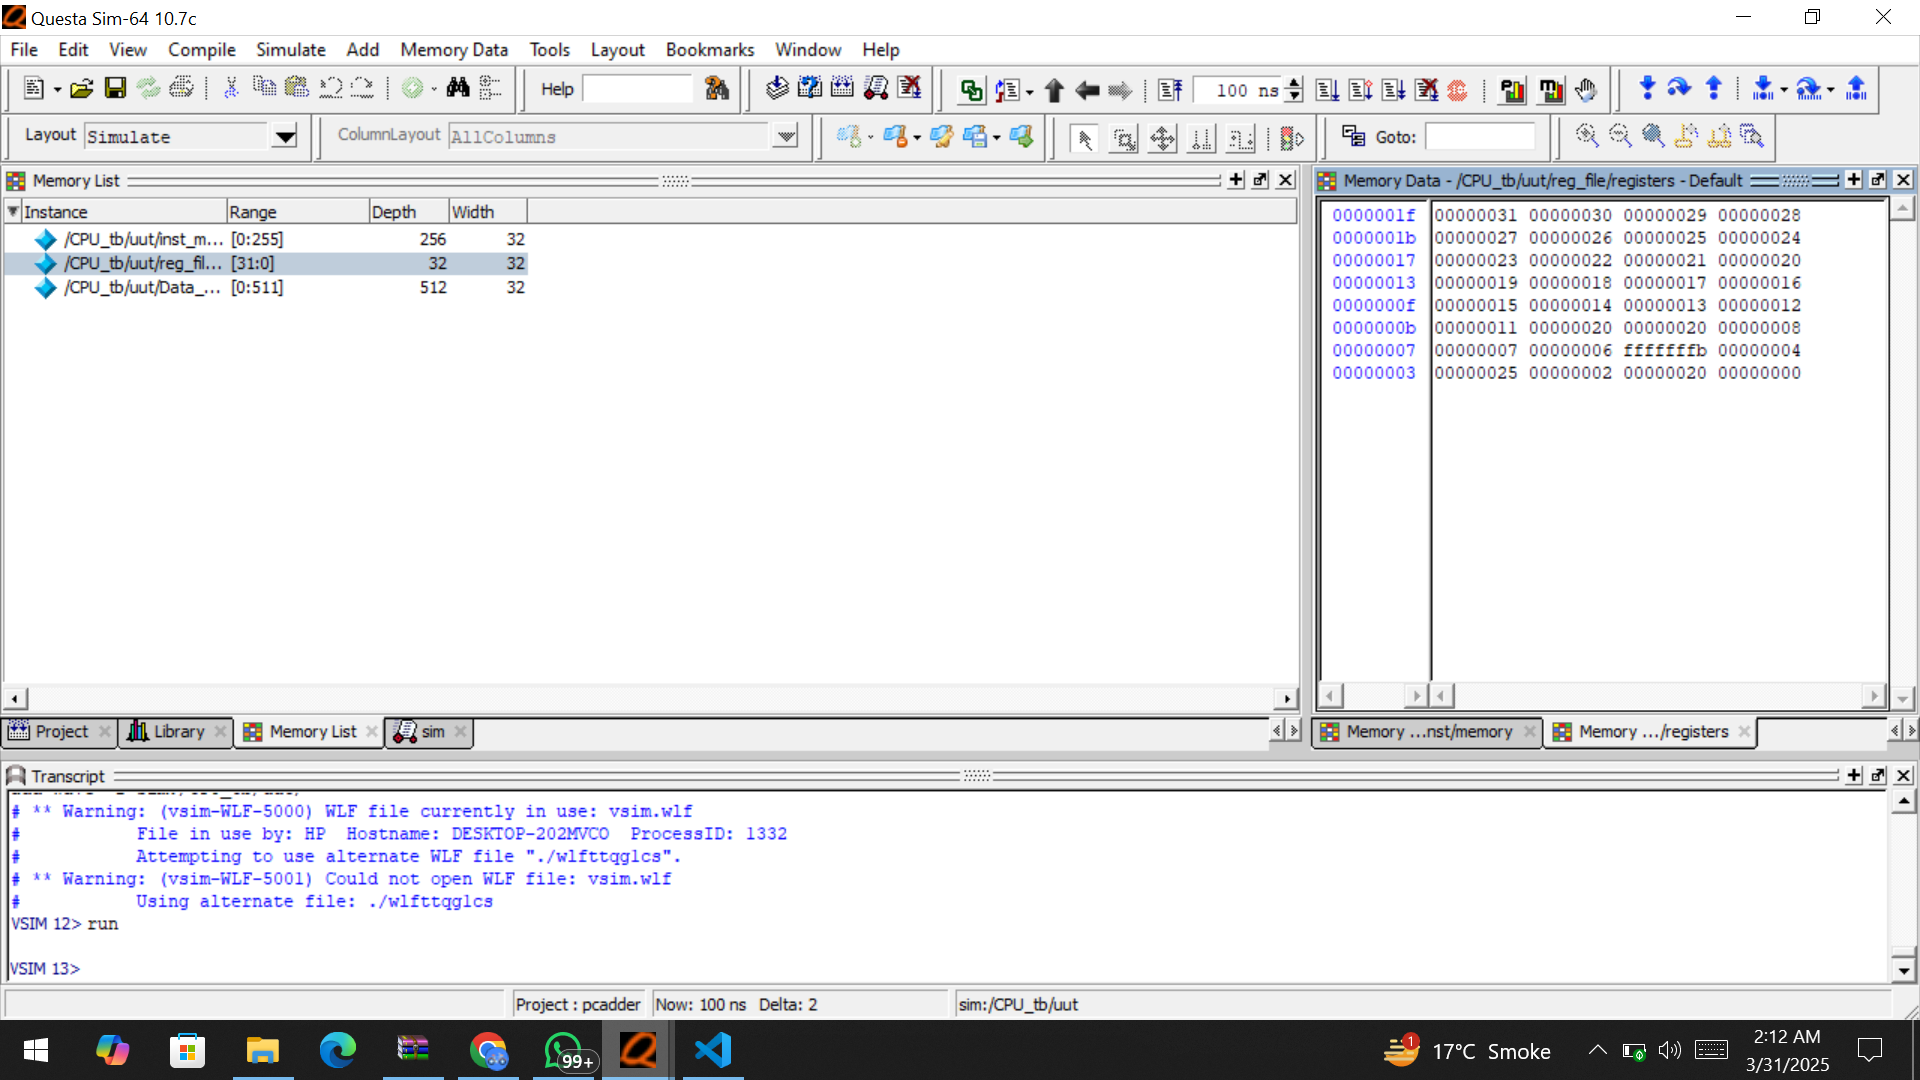 Questa Sim-64 10.7c
File Edit View Compile Simulate Add Memory Data Tools Layout Bookmarks Window Help
Help 100 ns
Layout Simulate ColumnLayout AllColumns Goto:
Memory List
Instance Range Depth Width
/CPU_tb/uut/inst_m... [0:255] 256 32
/CPU_tb/uut/reg_fil... [31:0] 32 32
/CPU_tb/uut/Data_... [0:511] 512 32
Memory Data - /CPU_tb/uut/reg_file/registers - Default
0000001f 00000031 00000030 00000029 00000028
0000001b 00000027 00000026 00000025 00000024
00000017 00000023 00000022 00000021 00000020
00000013 00000019 00000018 00000017 00000016
0000000f 00000015 00000014 00000013 00000012
0000000b 00000011 00000020 00000020 00000008
00000007 00000007 00000006 fffffffb 00000004
00000003 00000025 00000002 00000020 00000000
Project Library Memory List sim
Memory ...nst/memory Memory .../registers
Transcript
# ** Warning: (vsim-WLF-5000) WLF file currently in use: vsim.wlf
# File in use by: HP Hostname: DESKTOP-202MVCO ProcessID: 1332
# Attempting to use alternate WLF file "./wlfttqglcs".
# ** Warning: (vsim-WLF-5001) Could not open WLF file: vsim.wlf
# Using alternate file: ./wlfttqglcs
VSIM 12> run
VSIM 13>
Project : pcadder Now: 100 ns Delta: 2 sim:/CPU_tb/uut
99+
1
17°C Smoke
2:12 AM
3/31/2025